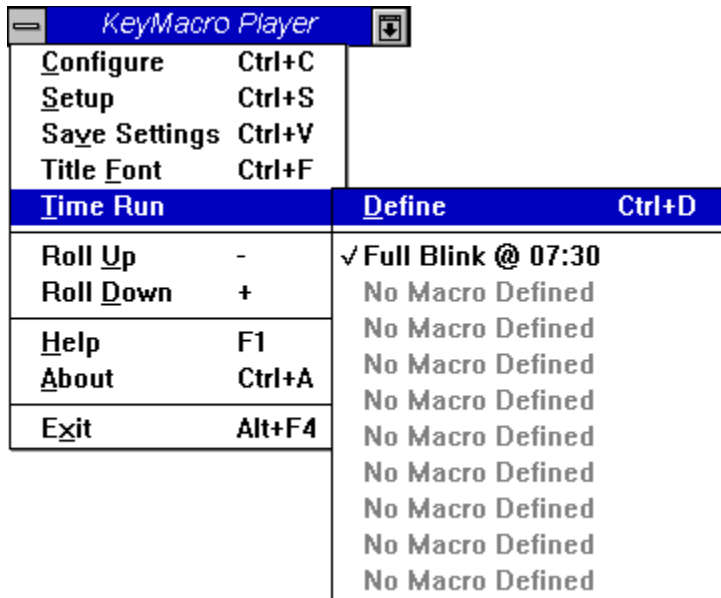 KeyMacro Player
Configure Ctrl+C
Setup Ctrl+S
Save Settings Ctrl+V
Title Font Ctrl+F
Time Run
Roll Up -
Roll Down +
Help F1
About Ctrl+A
Exit Alt+F4
Define Ctrl+D
✓ Full Blink @ 07:30
No Macro Defined
No Macro Defined
No Macro Defined
No Macro Defined
No Macro Defined
No Macro Defined
No Macro Defined
No Macro Defined
No Macro Defined